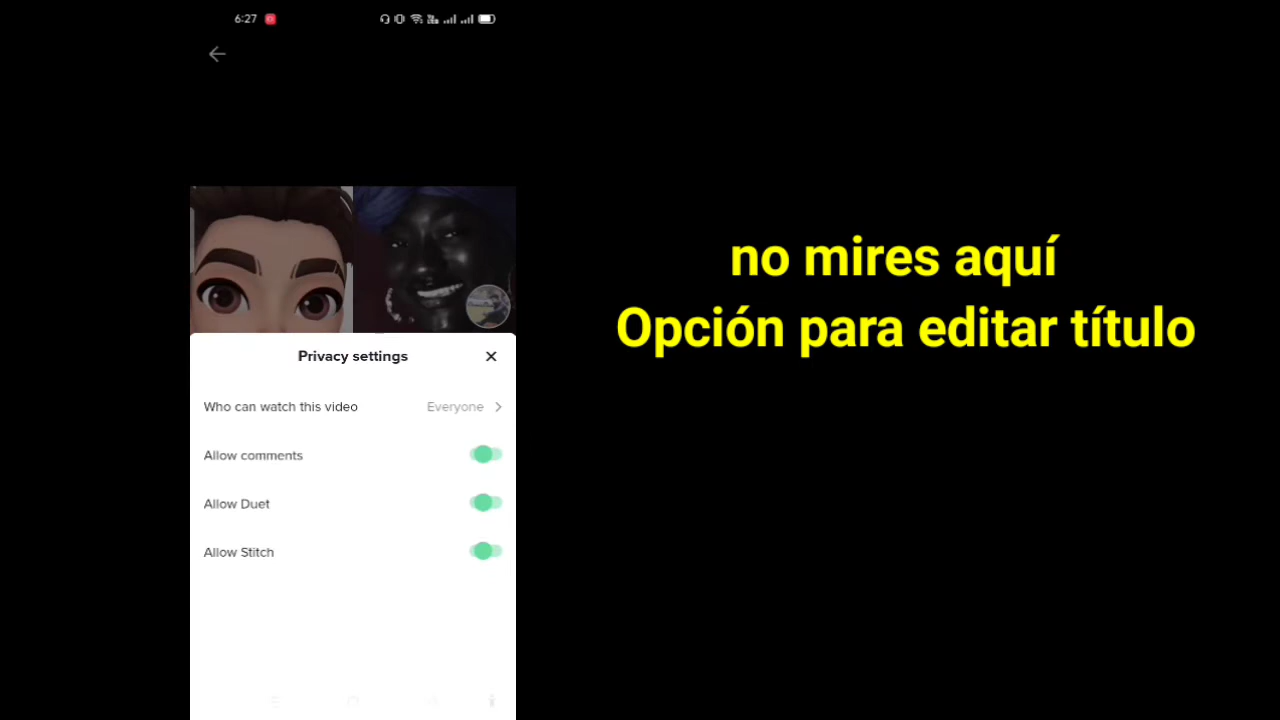 6:27
no mires aquí
Opción para editar título
Privacy settings
Who can watch this video Everyone
Allow comments
Allow Duet
Allow Stitch